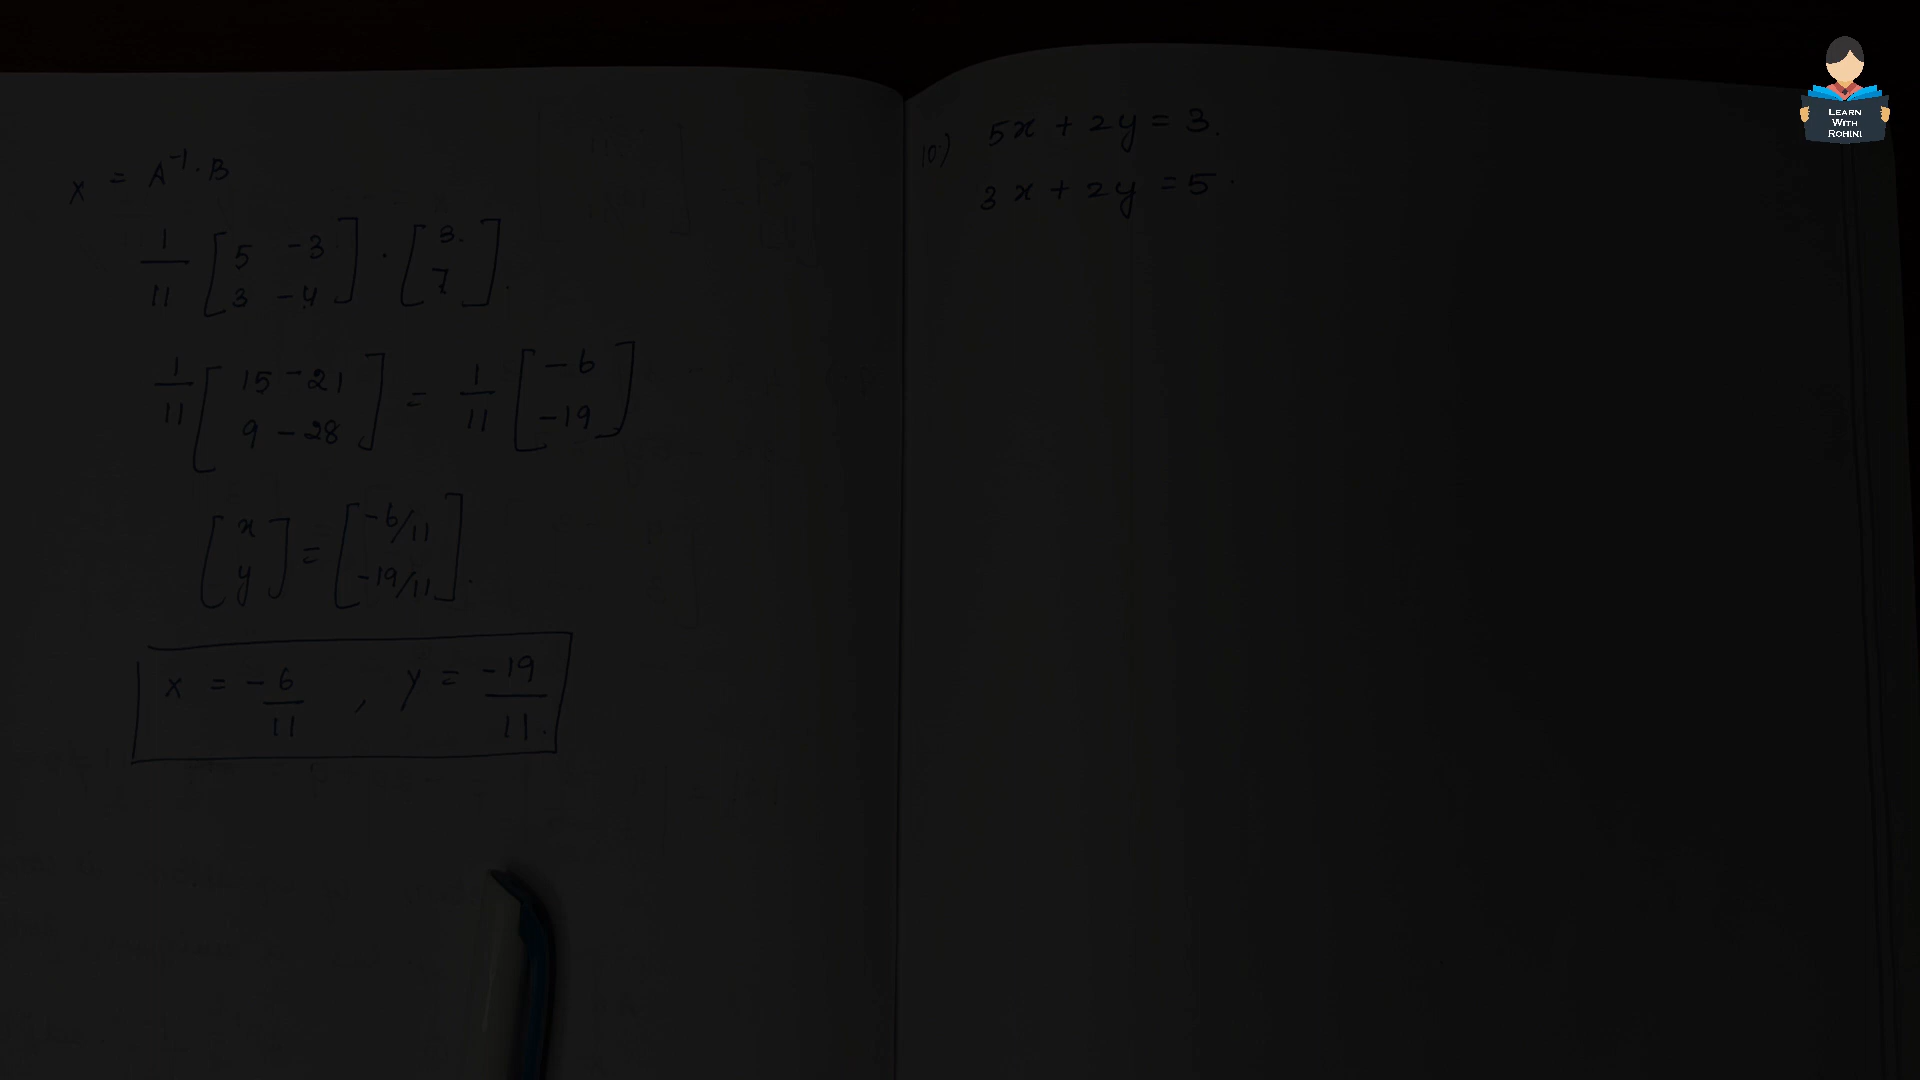 x = A⁻¹ . B
1/11 [5 -3; 3 -4] . [3. ; 7].
1/11 [15 - 21; 9 - 28] = 1/11 [-6; -19]
[x; y] = [-6/11; -19/11].
x = -6/11 , y = -19/11.
10.) 5x + 2y = 3.
3x + 2y = 5.
LEARN
WITH
ROHINI